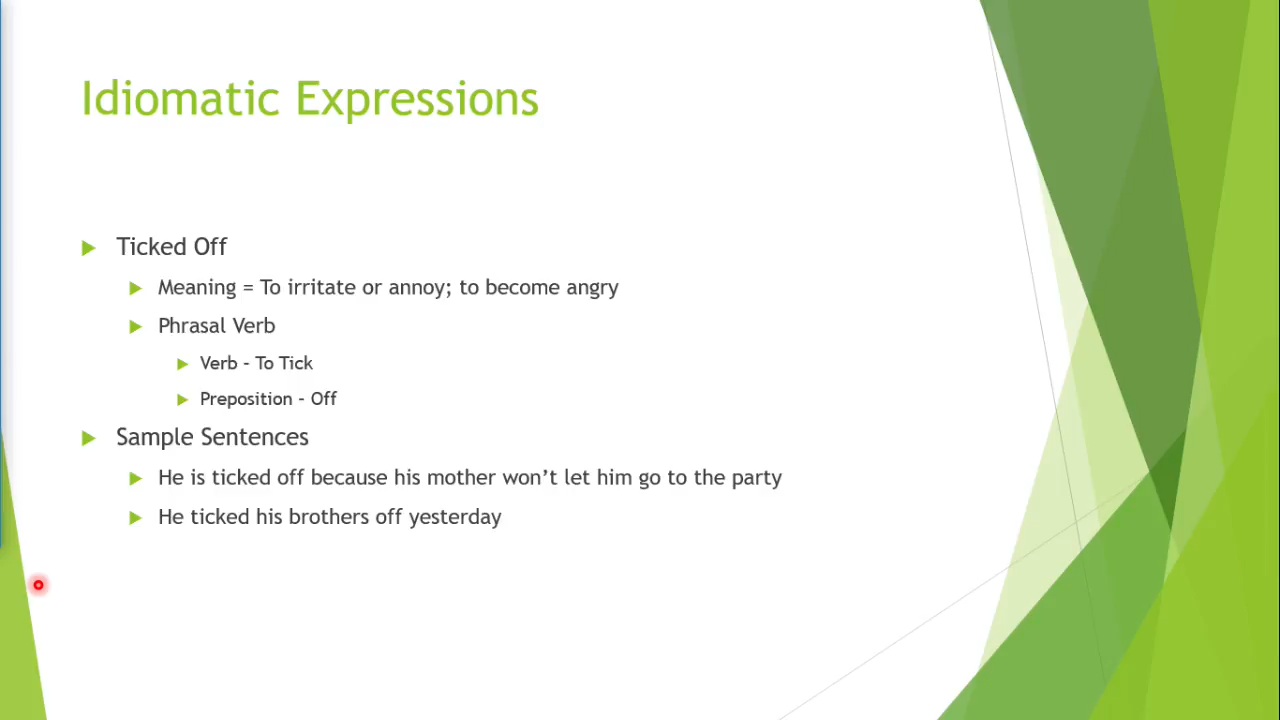 Idiomatic Expressions
Ticked Off
Meaning = To irritate or annoy; to become angry
Phrasal Verb
Verb – To Tick
Preposition – Off
Sample Sentences
He is ticked off because his mother won’t let him go to the party
He ticked his brothers off yesterday